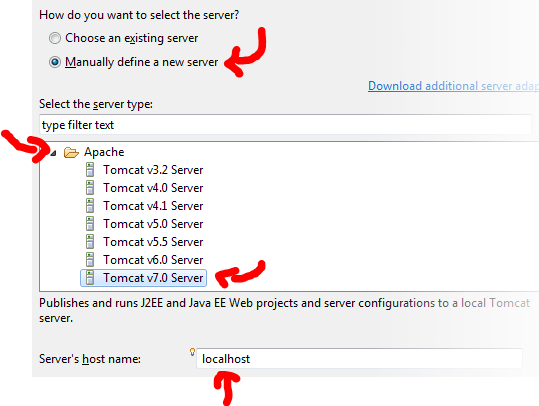 How do you want to select the server?
Choose an existing server
Manually define a new server
Download additional server adap
Select the server type:
type filter text
Apache
Tomcat v3.2 Server
Tomcat v4.0 Server
Tomcat v4.1 Server
Tomcat v5.0 Server
Tomcat v5.5 Server
Tomcat v6.0 Server
Tomcat v7.0 Server
Publishes and runs J2EE and Java EE Web projects and server configurations to a local Tomcat
server.
Server's host name: localhost